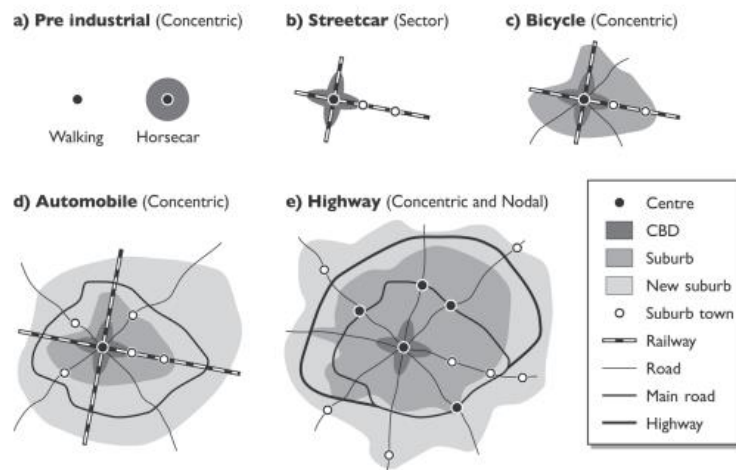 a) Pre industrial (Concentric)
Walking
Horsecar
b) Streetcar (Sector)
c) Bicycle (Concentric)
d) Automobile (Concentric)
e) Highway (Concentric and Nodal)
Centre
CBD
Suburb
New suburb
Suburb town
Railway
Road
Main road
Highway